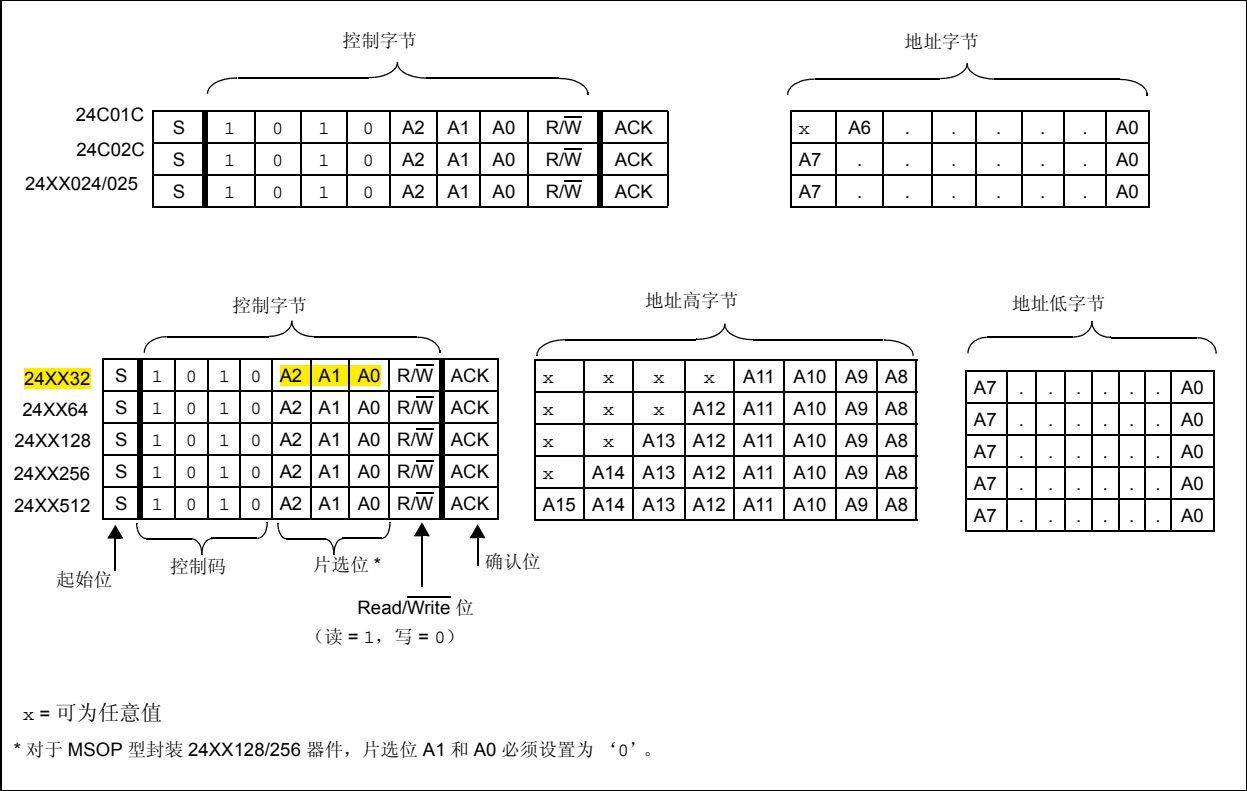 控制字节 地址字节
24C01C S 1 0 1 0 A2 A1 A0 R/W ACK x A6 . . . . . A0
24C02C S 1 0 1 0 A2 A1 A0 R/W ACK A7 . . . . . . A0
24XX024/025 S 1 0 1 0 A2 A1 A0 R/W ACK A7 . . . . . . A0
控制字节 地址高字节 地址低字节
24XX32 S 1 0 1 0 A2 A1 A0 R/W ACK x x x x A11 A10 A9 A8 A7 . . . . . . A0
24XX64 S 1 0 1 0 A2 A1 A0 R/W ACK x x x A12 A11 A10 A9 A8 A7 . . . . . . A0
24XX128 S 1 0 1 0 A2 A1 A0 R/W ACK x x A13 A12 A11 A10 A9 A8 A7 . . . . . . A0
24XX256 S 1 0 1 0 A2 A1 A0 R/W ACK x A14 A13 A12 A11 A10 A9 A8 A7 . . . . . . A0
24XX512 S 1 0 1 0 A2 A1 A0 R/W ACK A15 A14 A13 A12 A11 A10 A9 A8 A7 . . . . . . A0
起始位 控制码 片选位 * 确认位
Read/Write 位
（读 = 1，写 = 0）
x = 可为任意值
* 对于 MSOP 型封装 24XX128/256 器件，片选位 A1 和 A0 必须设置为 ‘0’。